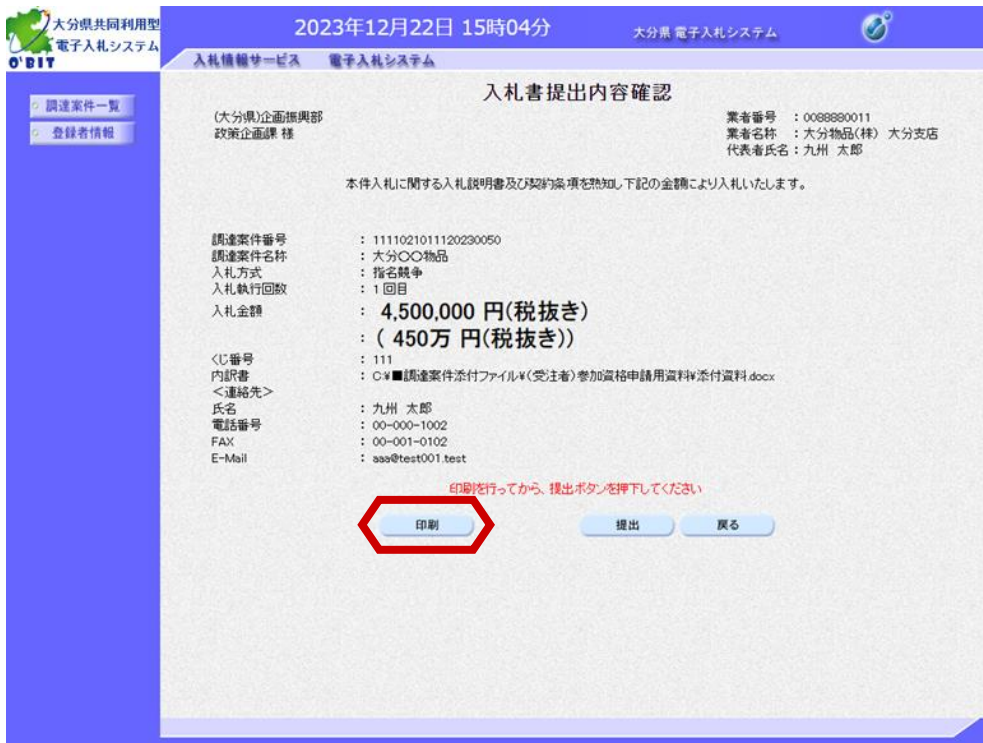 大分県共同利用型
電子入札システム
O'BIT
2023年12月22日 15時04分
大分県 電子入札システム
入札情報サービス 電子入札システム
調達案件一覧
登録者情報
入札書提出内容確認
(大分県)企画振興部
政策企画課 様
業者番号 : 0088880011
業者名称 : 大分物品(株) 大分支店
代表者氏名 : 九州 太郎
本件入札に関する入札説明書及び契約条項を熟知し下記の金額により入札いたします。
調達案件番号 : 1111021011120230050
調達案件名称 : 大分○○物品
入札方式 : 指名競争
入札執行回数 : 1 回目
入札金額 : 4,500,000 円(税抜き)
: ( 450万 円(税抜き))
くじ番号 : 111
内訳書 : C:¥■調達案件添付ファイル¥(受注者)参加資格申請用資料¥添付資料.docx
<連絡先>
氏名 : 九州 太郎
電話番号 : 00-000-1002
FAX : 00-001-0102
E-Mail : aaa@test001.test
印刷を行ってから、提出ボタンを押下してください
印刷 提出 戻る